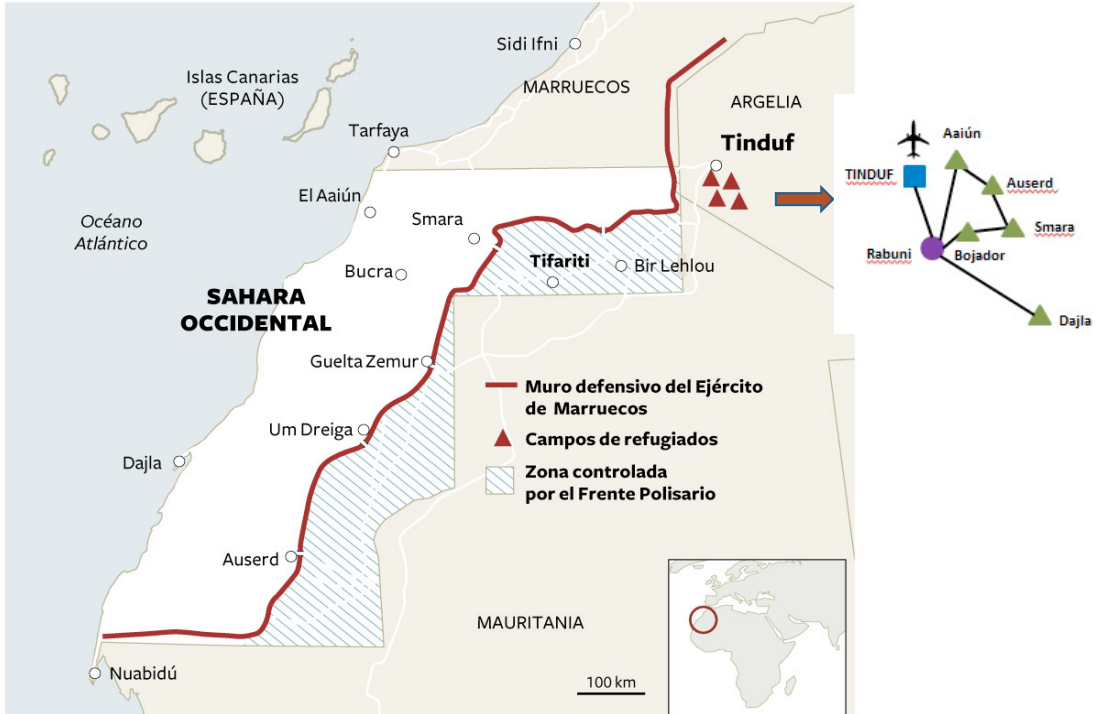 Sidi Ifni
Islas Canarias
(ESPAÑA)
MARRUECOS
ARGELIA
Tarfaya
Tinduf
El Aaiún
Océano
Atlántico
Smara
Tifariti
Bir Lehlou
Bucra
SAHARA
OCCIDENTAL
Guelta Zemur
Um Dreiga
Dajla
Auserd
Nuabidú
MAURITANIA
Muro defensivo del Ejército
de Marruecos
Campos de refugiados
Zona controlada
por el Frente Polisario
100 km
Aaiún
TINDUF
Auserd
Smara
Rabuni
Bojador
Dajla